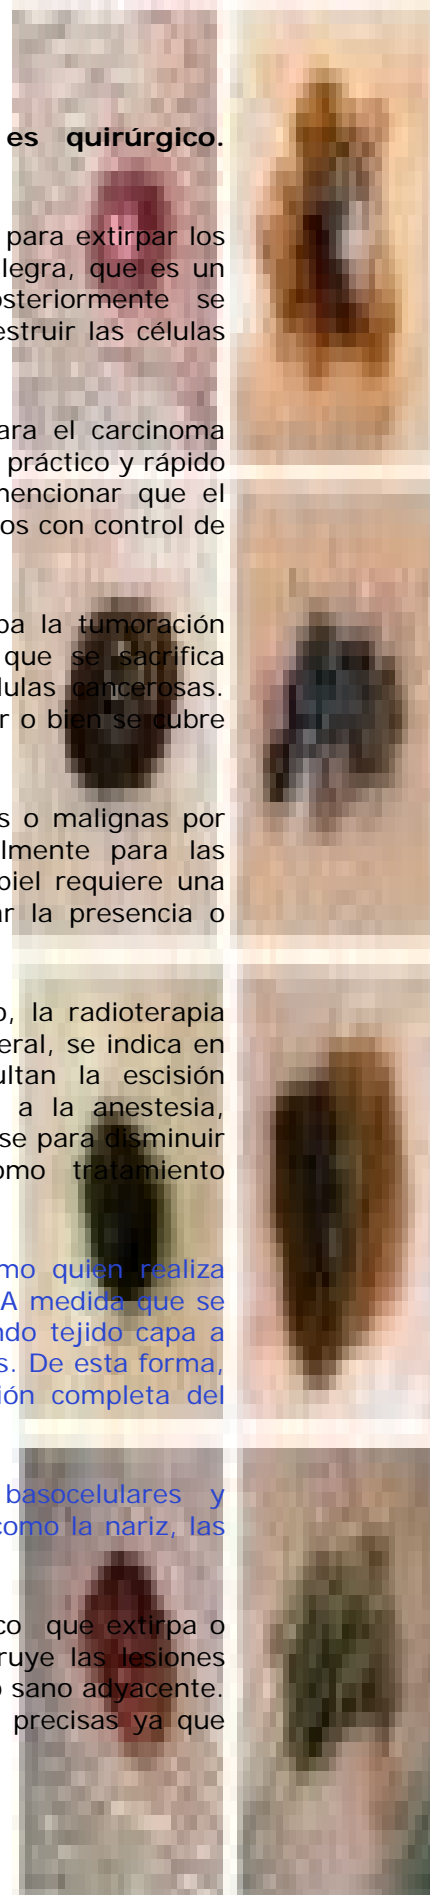 es quirúrgico.
para extirpar los
legra, que es un
osteriormente se
estruir las células
ara el carcinoma
práctico y rápido
mencionar que el
os con control de
pa la tumoración
que se sacrifica
lulas cancerosas.
r o bien se cubre
s o malignas por
lmente para las
piel requiere una
ar la presencia o
o, la radioterapia
eral, se indica en
ultan la escisión
a la anestesia,
se para disminuir
omo tratamiento
mo quien realiza
A medida que se
ndo tejido capa a
s. De esta forma,
ión completa del
basocelulares y
como la nariz, las
co que extirpa o
ruye las lesiones
o sano adyacente.
precisas ya que